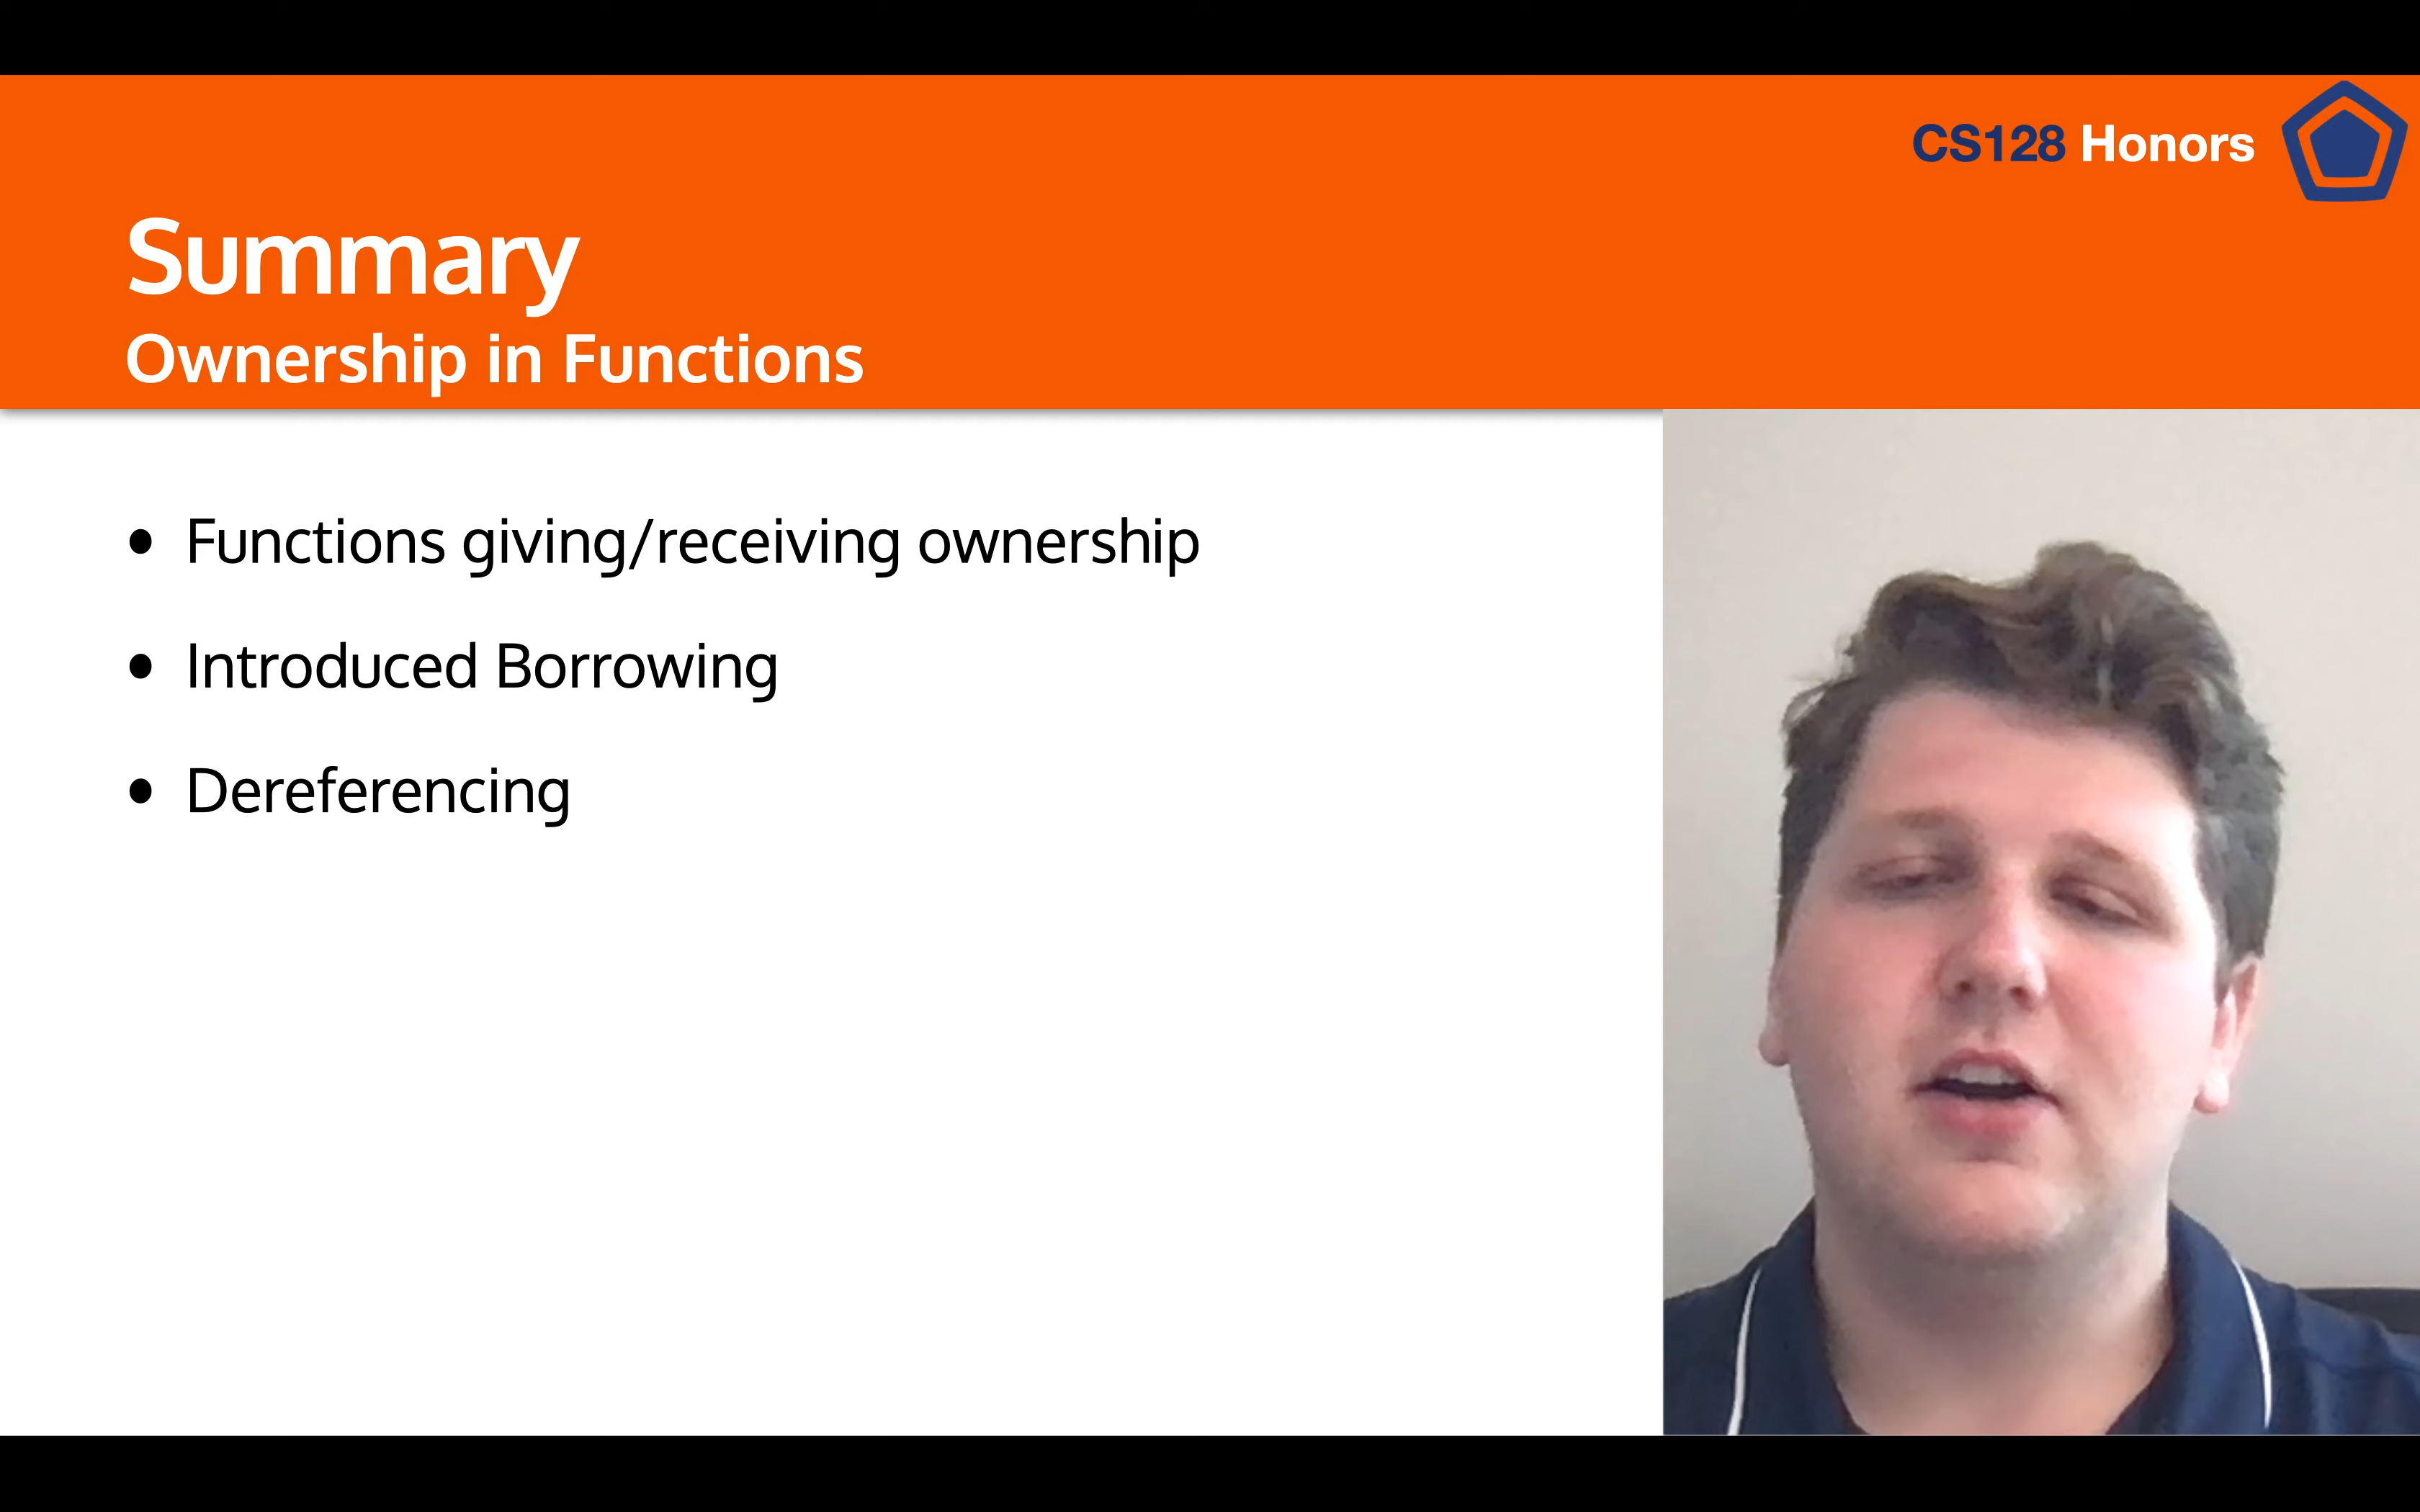 CS128 Honors
Summary
Ownership in Functions
• Functions giving/receiving ownership
• Introduced Borrowing
• Dereferencing